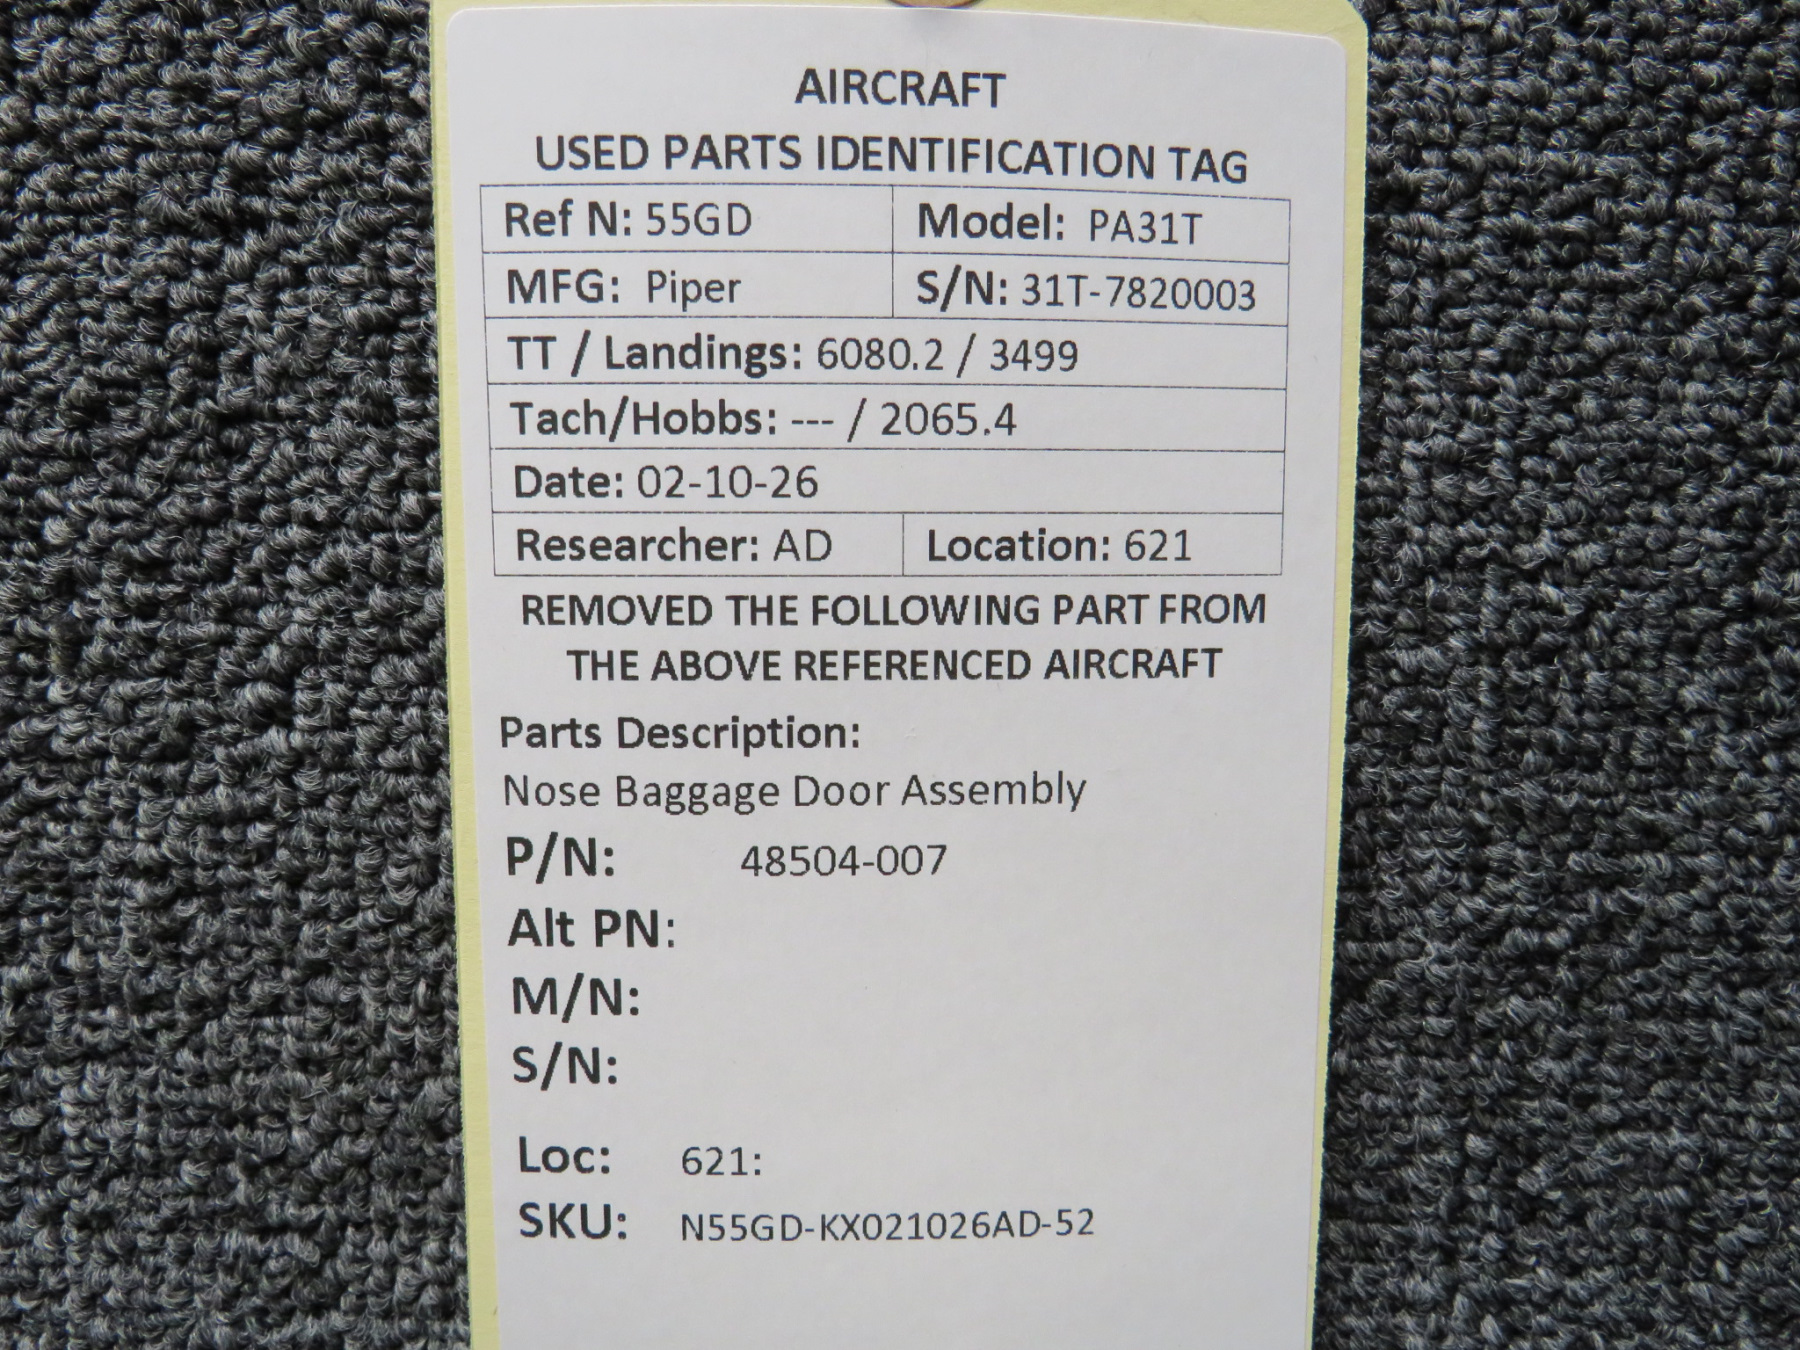 AIRCRAFT
USED PARTS IDENTIFICATION TAG
Ref N: 55GD Model: PA31T
MFG: Piper S/N: 31T-7820003
TT / Landings: 6080.2 / 3499
Tach/Hobbs: --- / 2065.4
Date: 02-10-26
Researcher: AD Location: 621
REMOVED THE FOLLOWING PART FROM
THE ABOVE REFERENCED AIRCRAFT
Parts Description:
Nose Baggage Door Assembly
P/N: 48504-007
Alt PN:
M/N:
S/N:
Loc: 621:
SKU: N55GD-KX021026AD-52